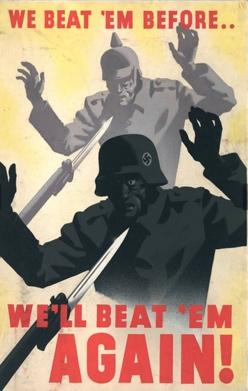 WE BEAT 'EM BEFORE..
WE'LL BEAT 'EM
AGAIN!